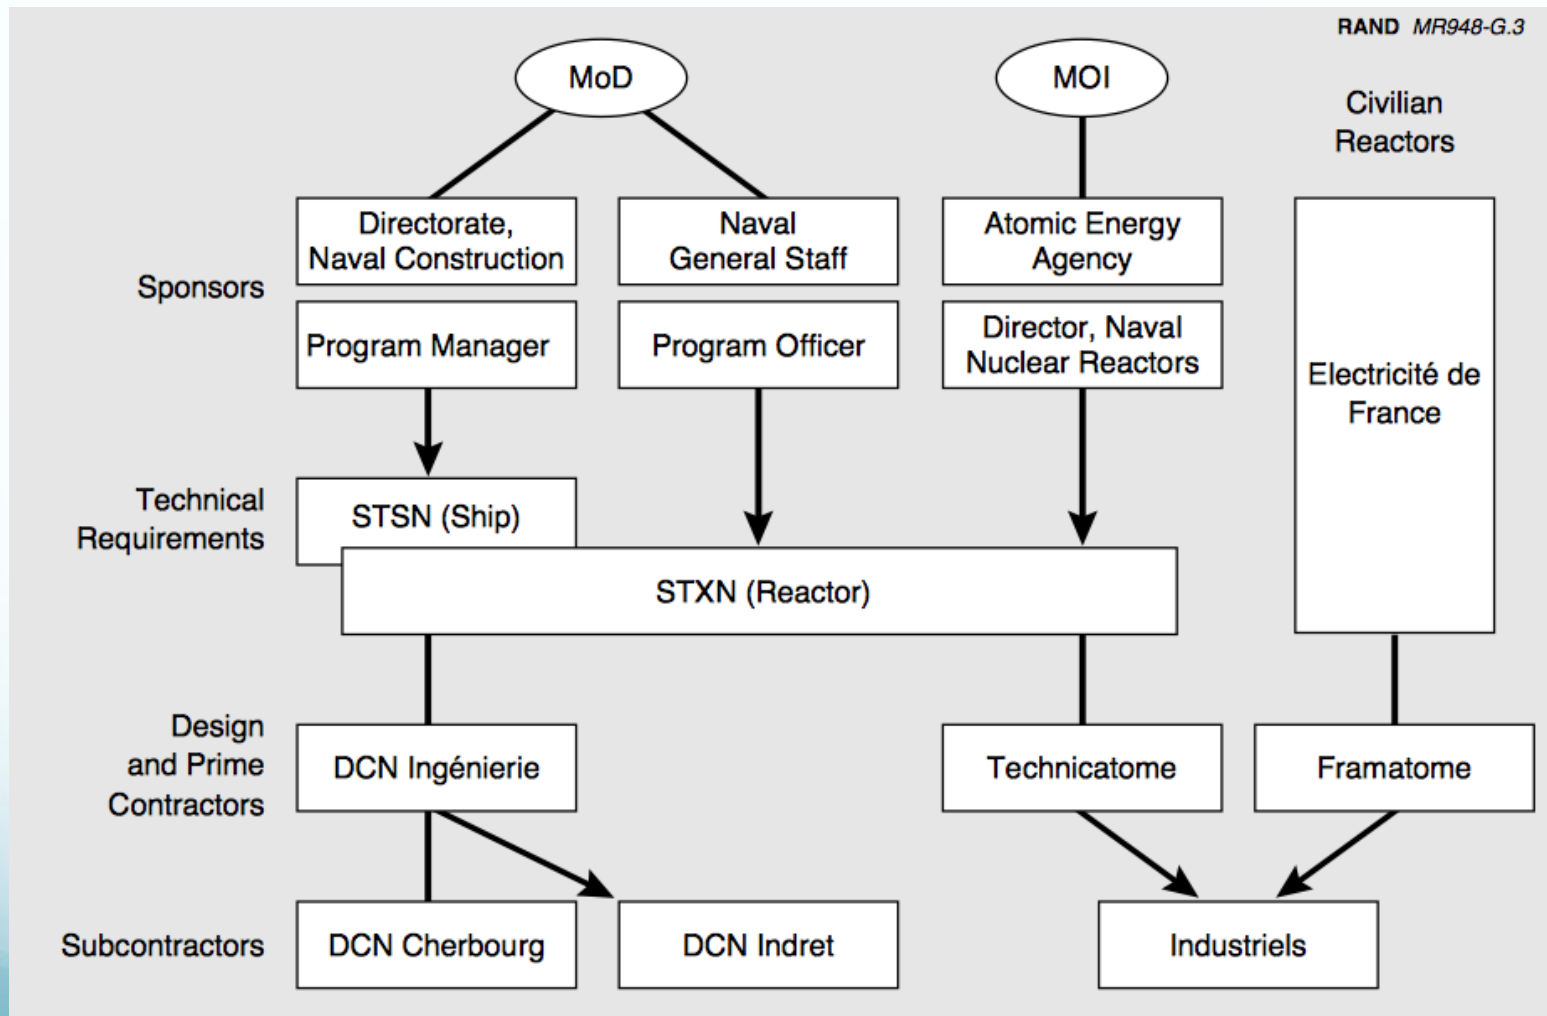 RAND MR948-G.3
MoD
MOI
Civilian
Reactors
Sponsors
Directorate,
Naval Construction
Naval
General Staff
Atomic Energy
Agency
Program Manager
Program Officer
Director, Naval
Nuclear Reactors
Electricité de
France
Technical
Requirements
STSN (Ship)
STXN (Reactor)
Design
and Prime
Contractors
DCN Ingénierie
Technicatome
Framatome
Subcontractors
DCN Cherbourg
DCN Indret
Industriels